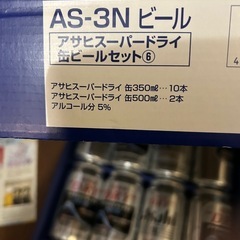 AS-3N ビール
アサヒスーパードライ
缶ビールセット⑥
アサヒスーパードライ 缶350㎖…10本
アサヒスーパードライ 缶500㎖… 2本
アルコール分 5%